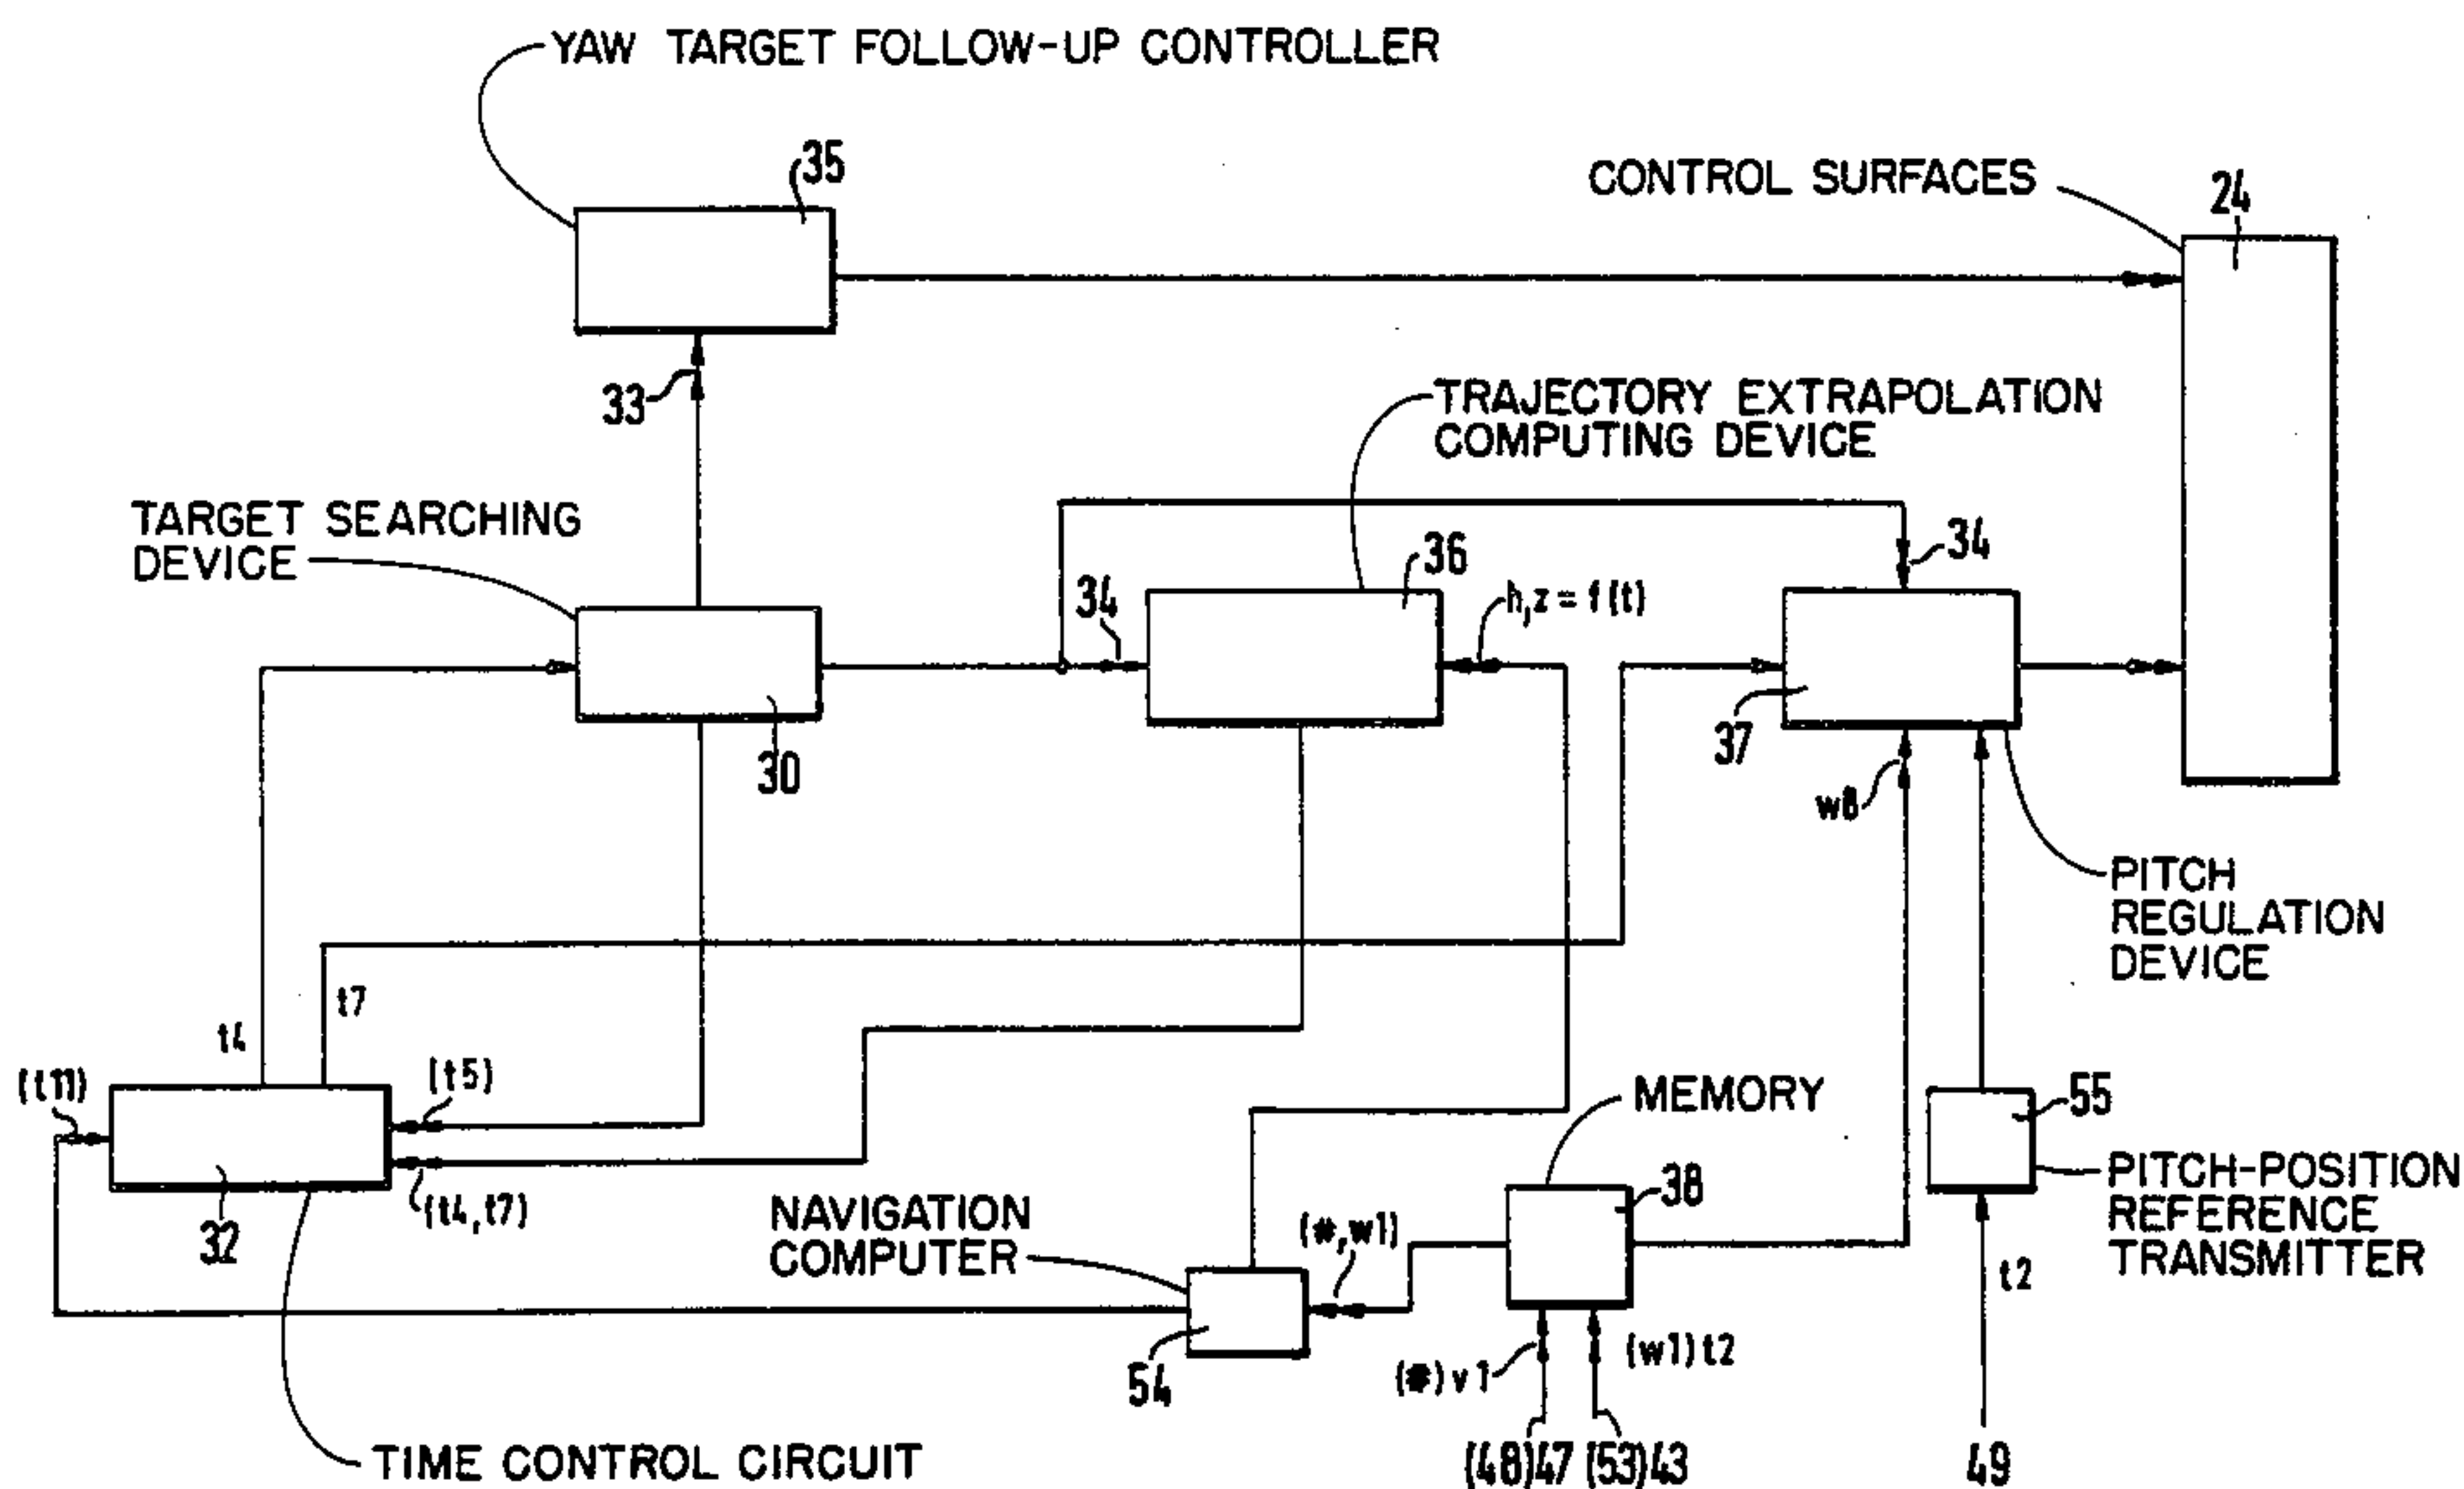 YAW TARGET FOLLOW-UP CONTROLLER
35
CONTROL SURFACES
24
33
TRAJECTORY EXTRAPOLATION
COMPUTING DEVICE
TARGET SEARCHING
DEVICE
34
36
h,z = f(t)
34
30
37
w8
PITCH
REGULATION
DEVICE
t4
t7
(t11)
(t5)
32
(t4,t7)
NAVIGATION
COMPUTER
(*,w1)
MEMORY
38
55
PITCH-POSITION
REFERENCE
TRANSMITTER
t2
54
(*)v1
(w1)t2
TIME CONTROL CIRCUIT
(48)47 (53)43
49